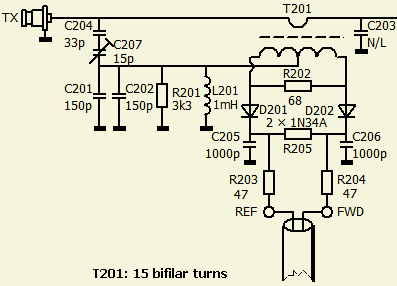 TX
T201
C204
33p
C207
15p
C203
N/L
C201
150p
C202
150p
R201
3k3
L201
1mH
R202
68
D201
D202
2 × 1N34A
C205
1000p
R205
C206
1000p
R203
47
R204
47
REF
FWD
T201: 15 bifilar turns